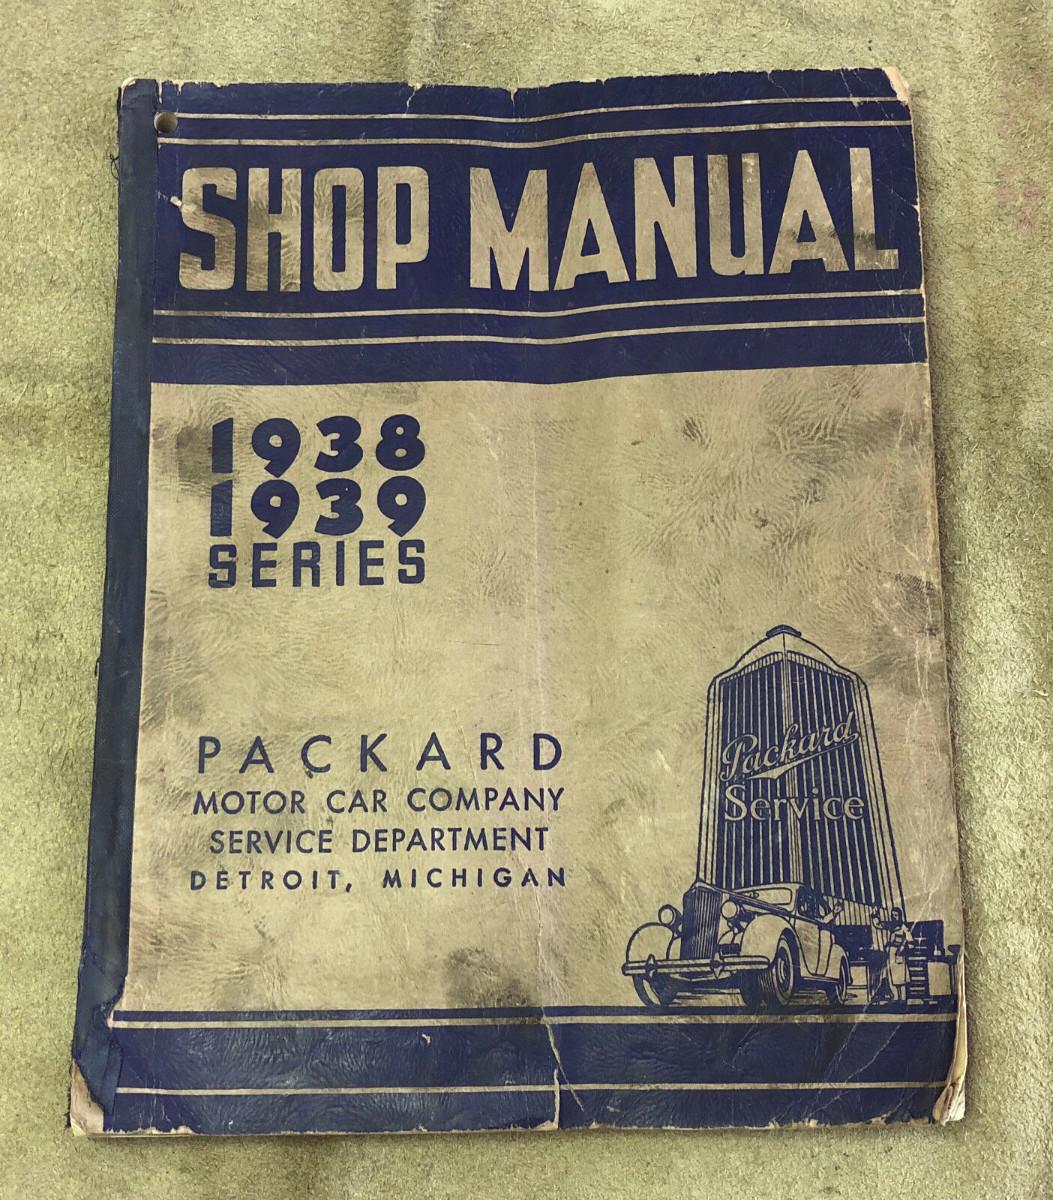 SHOP MANUAL
1938
1939
SERIES
PACKARD
MOTOR CAR COMPANY
SERVICE DEPARTMENT
DETROIT, MICHIGAN
Packard
Service